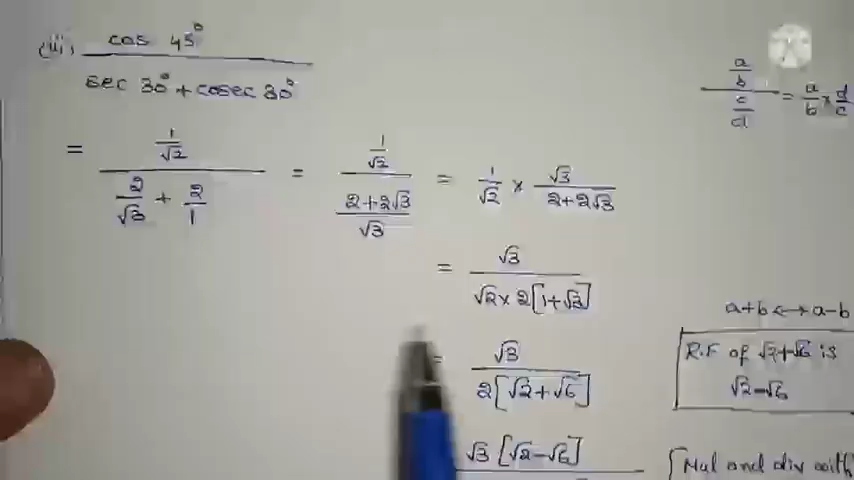 (iii) cos 45° / sec 30° + cosec 30°
(a/b) / (c/d) = a/b × d/c
= (1/√2) / (2/√3 + 2/1) = (1/√2) / ((2+2√3)/√3) = 1/√2 × √3/(2+2√3)
= √3 / √2 × 2[1+√3]
a+b ↔ a-b
= √3 / 2[√2+√6]
R.F of √2+√6 is
√2-√6
√3[√2-√6]
[Mul and div with